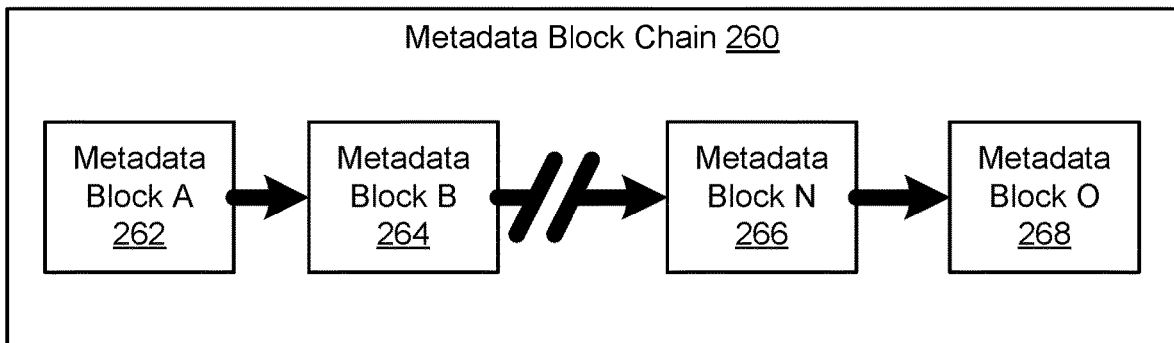 Metadata Block Chain 260
Metadata
Block A
262
Metadata
Block B
264
Metadata
Block N
266
Metadata
Block O
268